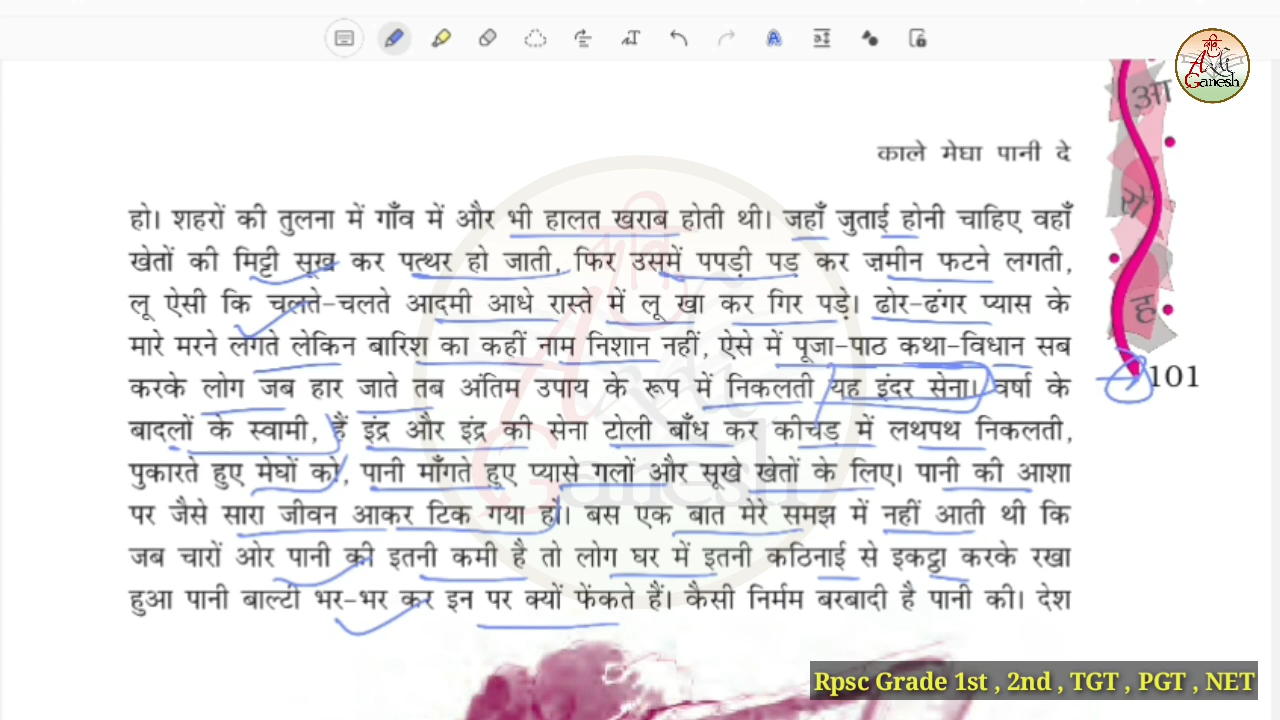 काले मेघा पानी दे
हो। शहरों की तुलना में गाँव में और भी हालत खराब होती थी। जहाँ जुताई होनी चाहिए वहाँ
खेतों की मिट्टी सूख कर पत्थर हो जाती, फिर उसमें पपड़ी पड़ कर ज़मीन फटने लगती,
लू ऐसी कि चलते-चलते आदमी आधे रास्ते में लू खा कर गिर पड़े। ढोर-ढंगर प्यास के
मारे मरने लगते लेकिन बारिश का कहीं नाम निशान नहीं, ऐसे में पूजा-पाठ कथा-विधान सब
करके लोग जब हार जाते तब अंतिम उपाय के रूप में निकलती यह इंदर सेना। वर्षा के
101
बादलों के स्वामी, हैं इंद्र और इंद्र की सेना टोली बाँध कर कीचड़ में लथपथ निकलती,
पुकारते हुए मेघों को, पानी माँगते हुए प्यासे गलों और सूखे खेतों के लिए। पानी की आशा
पर जैसे सारा जीवन आकर टिक गया हो। बस एक बात मेरे समझ में नहीं आती थी कि
जब चारों ओर पानी की इतनी कमी है तो लोग घर में इतनी कठिनाई से इकट्ठा करके रखा
हुआ पानी बाल्टी भर-भर कर इन पर क्यों फेंकते हैं। कैसी निर्मम बरबादी है पानी की। देश
Rpsc Grade 1st , 2nd , TGT , PGT , NET
Ganesh
आ
ह